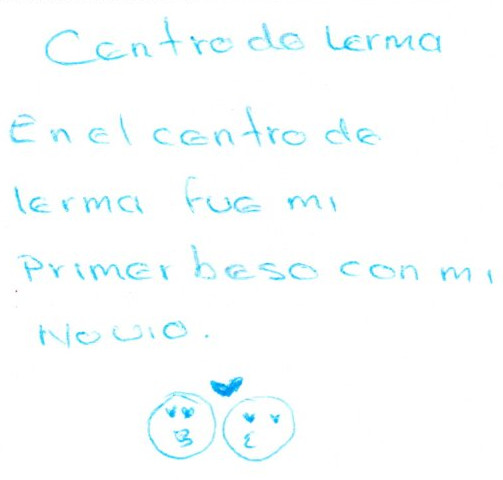 Centro de Lerma
En el centro de
lerma fue mi
Primer beso con mi
Novio.